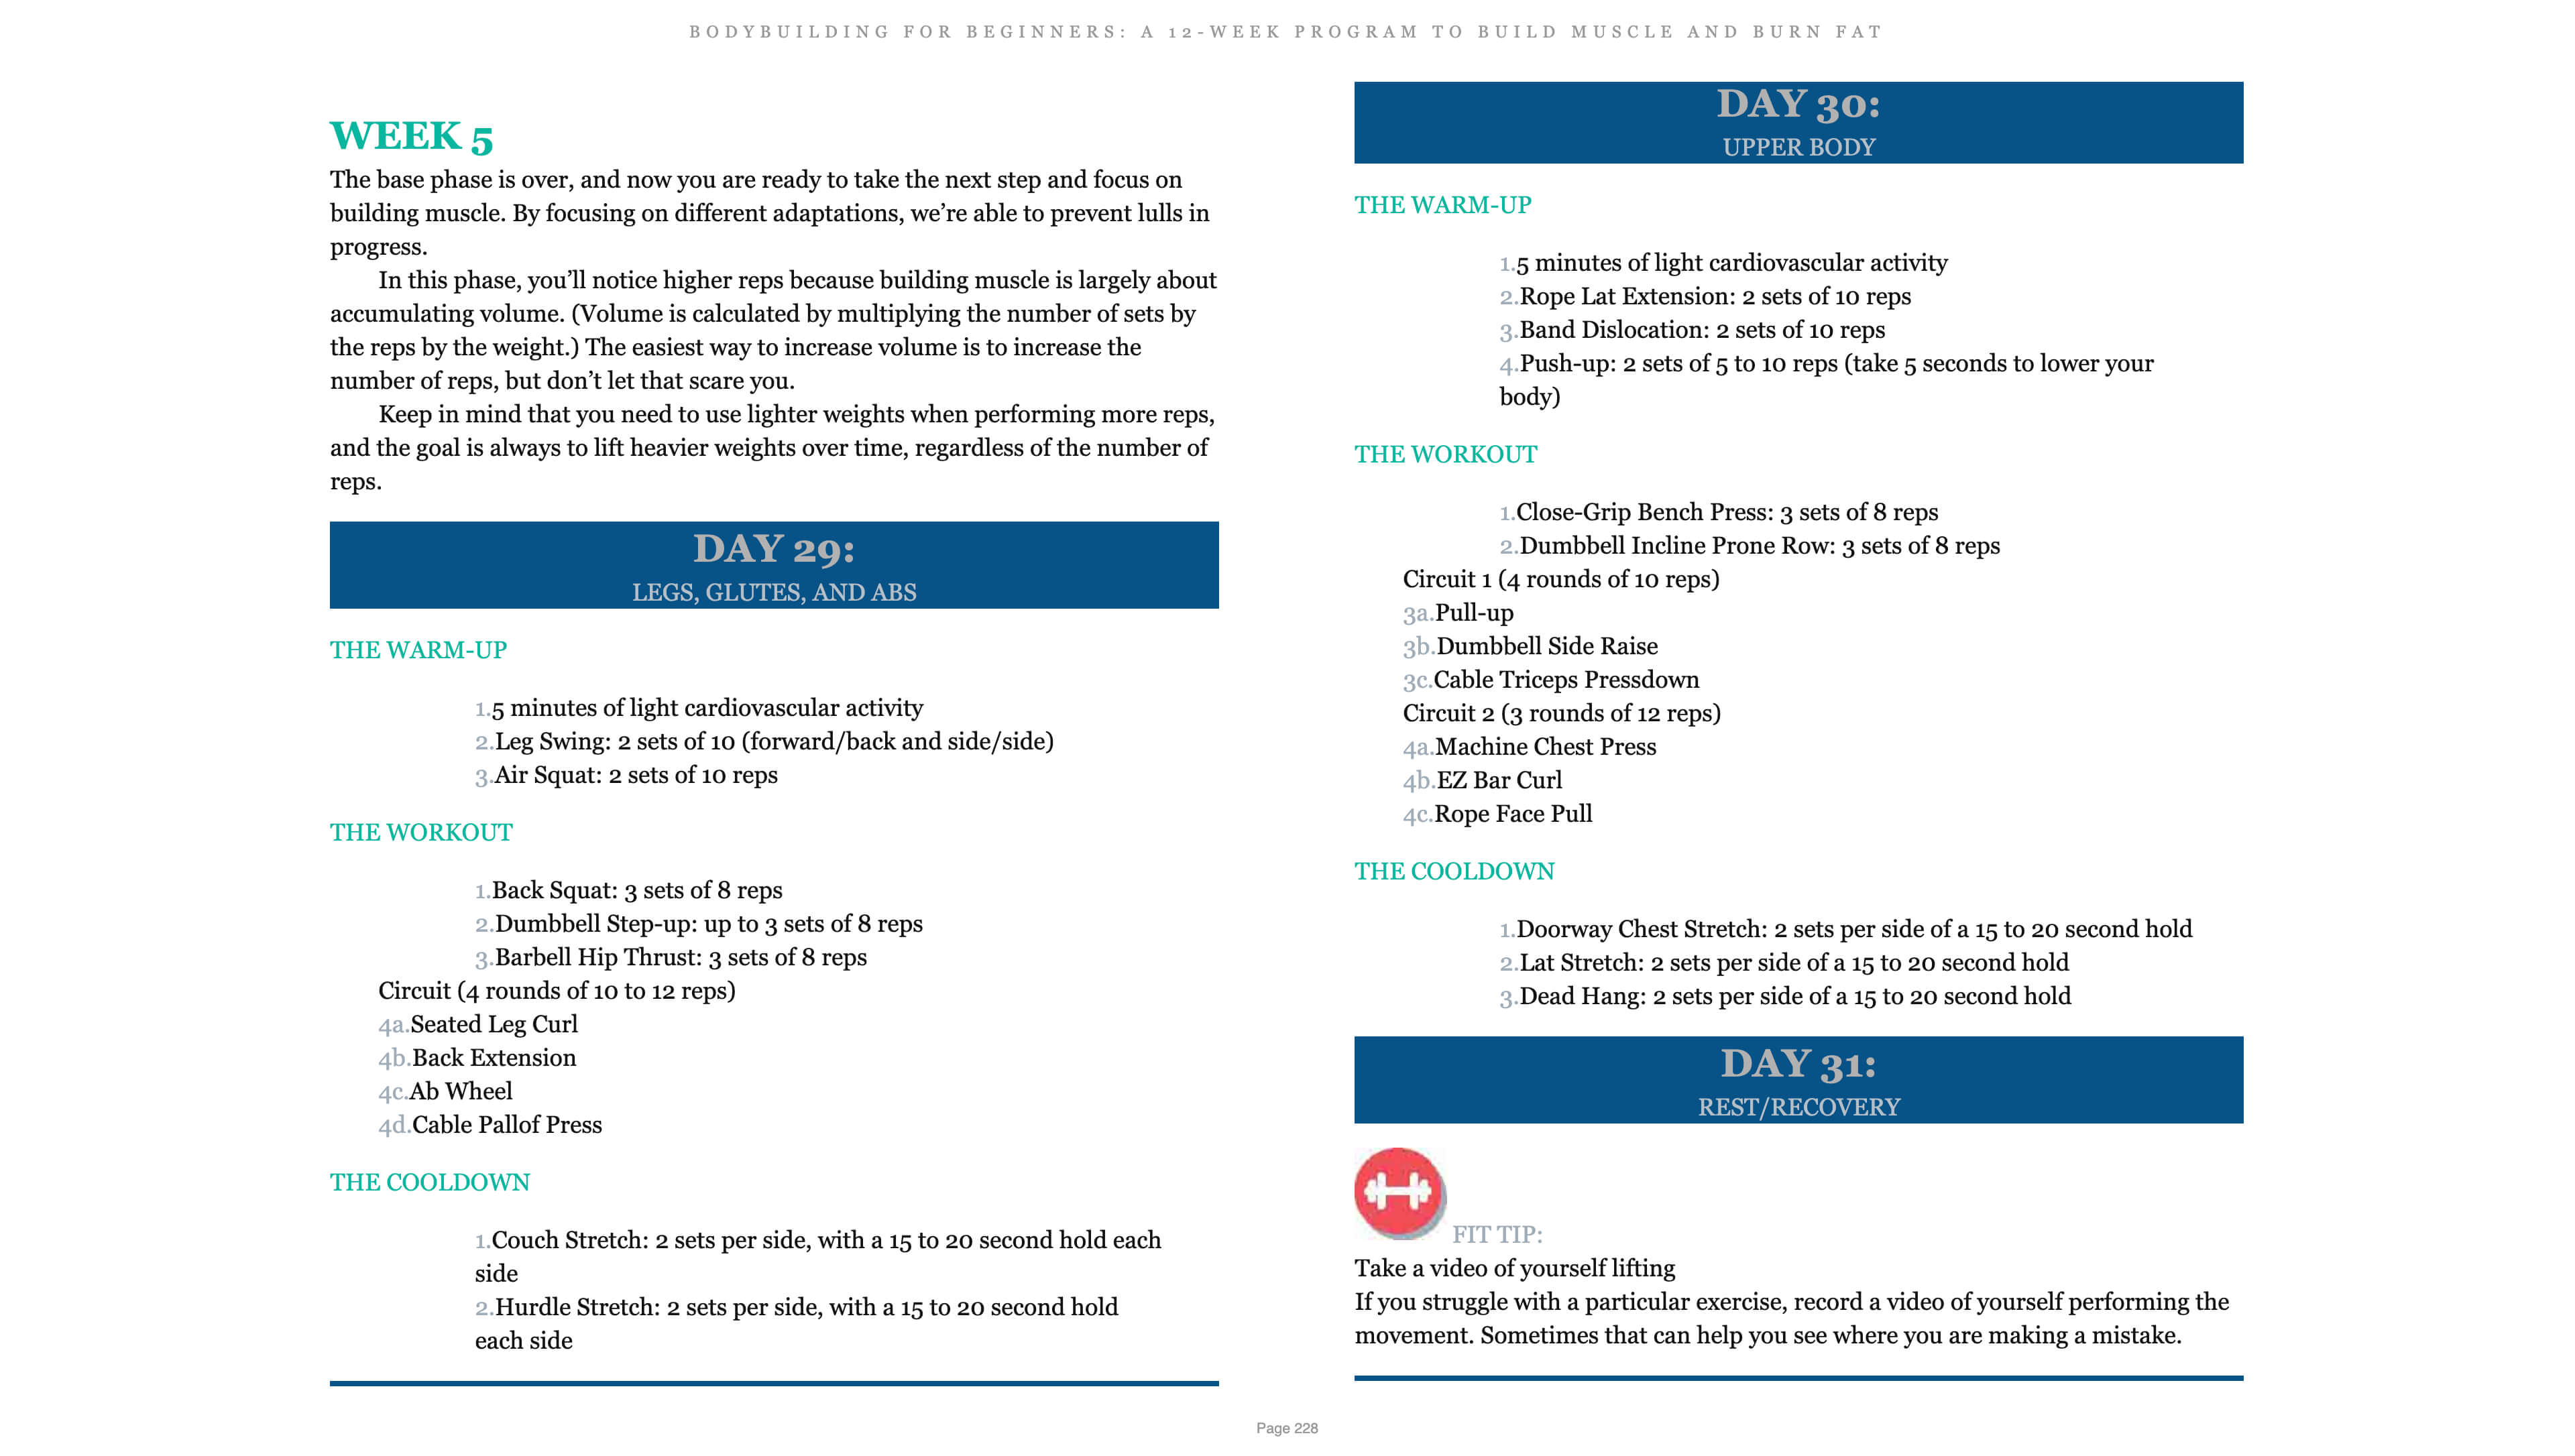 BODYBUILDING FOR BEGINNERS: A 12-WEEK PROGRAM TO BUILD MUSCLE AND BURN FAT
WEEK 5
The base phase is over, and now you are ready to take the next step and focus on
building muscle. By focusing on different adaptations, we’re able to prevent lulls in
progress.
In this phase, you’ll notice higher reps because building muscle is largely about
accumulating volume. (Volume is calculated by multiplying the number of sets by
the reps by the weight.) The easiest way to increase volume is to increase the
number of reps, but don’t let that scare you.
Keep in mind that you need to use lighter weights when performing more reps,
and the goal is always to lift heavier weights over time, regardless of the number of
reps.
DAY 29:
LEGS, GLUTES, AND ABS
THE WARM-UP
1.5 minutes of light cardiovascular activity
2.Leg Swing: 2 sets of 10 (forward/back and side/side)
3.Air Squat: 2 sets of 10 reps
THE WORKOUT
1.Back Squat: 3 sets of 8 reps
2.Dumbbell Step-up: up to 3 sets of 8 reps
3.Barbell Hip Thrust: 3 sets of 8 reps
Circuit (4 rounds of 10 to 12 reps)
4a.Seated Leg Curl
4b.Back Extension
4c.Ab Wheel
4d.Cable Pallof Press
THE COOLDOWN
1.Couch Stretch: 2 sets per side, with a 15 to 20 second hold each
side
2.Hurdle Stretch: 2 sets per side, with a 15 to 20 second hold
each side
DAY 30:
UPPER BODY
THE WARM-UP
1.5 minutes of light cardiovascular activity
2.Rope Lat Extension: 2 sets of 10 reps
3.Band Dislocation: 2 sets of 10 reps
4.Push-up: 2 sets of 5 to 10 reps (take 5 seconds to lower your
body)
THE WORKOUT
1.Close-Grip Bench Press: 3 sets of 8 reps
2.Dumbbell Incline Prone Row: 3 sets of 8 reps
Circuit 1 (4 rounds of 10 reps)
3a.Pull-up
3b.Dumbbell Side Raise
3c.Cable Triceps Pressdown
Circuit 2 (3 rounds of 12 reps)
4a.Machine Chest Press
4b.EZ Bar Curl
4c.Rope Face Pull
THE COOLDOWN
1.Doorway Chest Stretch: 2 sets per side of a 15 to 20 second hold
2.Lat Stretch: 2 sets per side of a 15 to 20 second hold
3.Dead Hang: 2 sets per side of a 15 to 20 second hold
DAY 31:
REST/RECOVERY
FIT TIP:
Take a video of yourself lifting
If you struggle with a particular exercise, record a video of yourself performing the
movement. Sometimes that can help you see where you are making a mistake.
Page 228